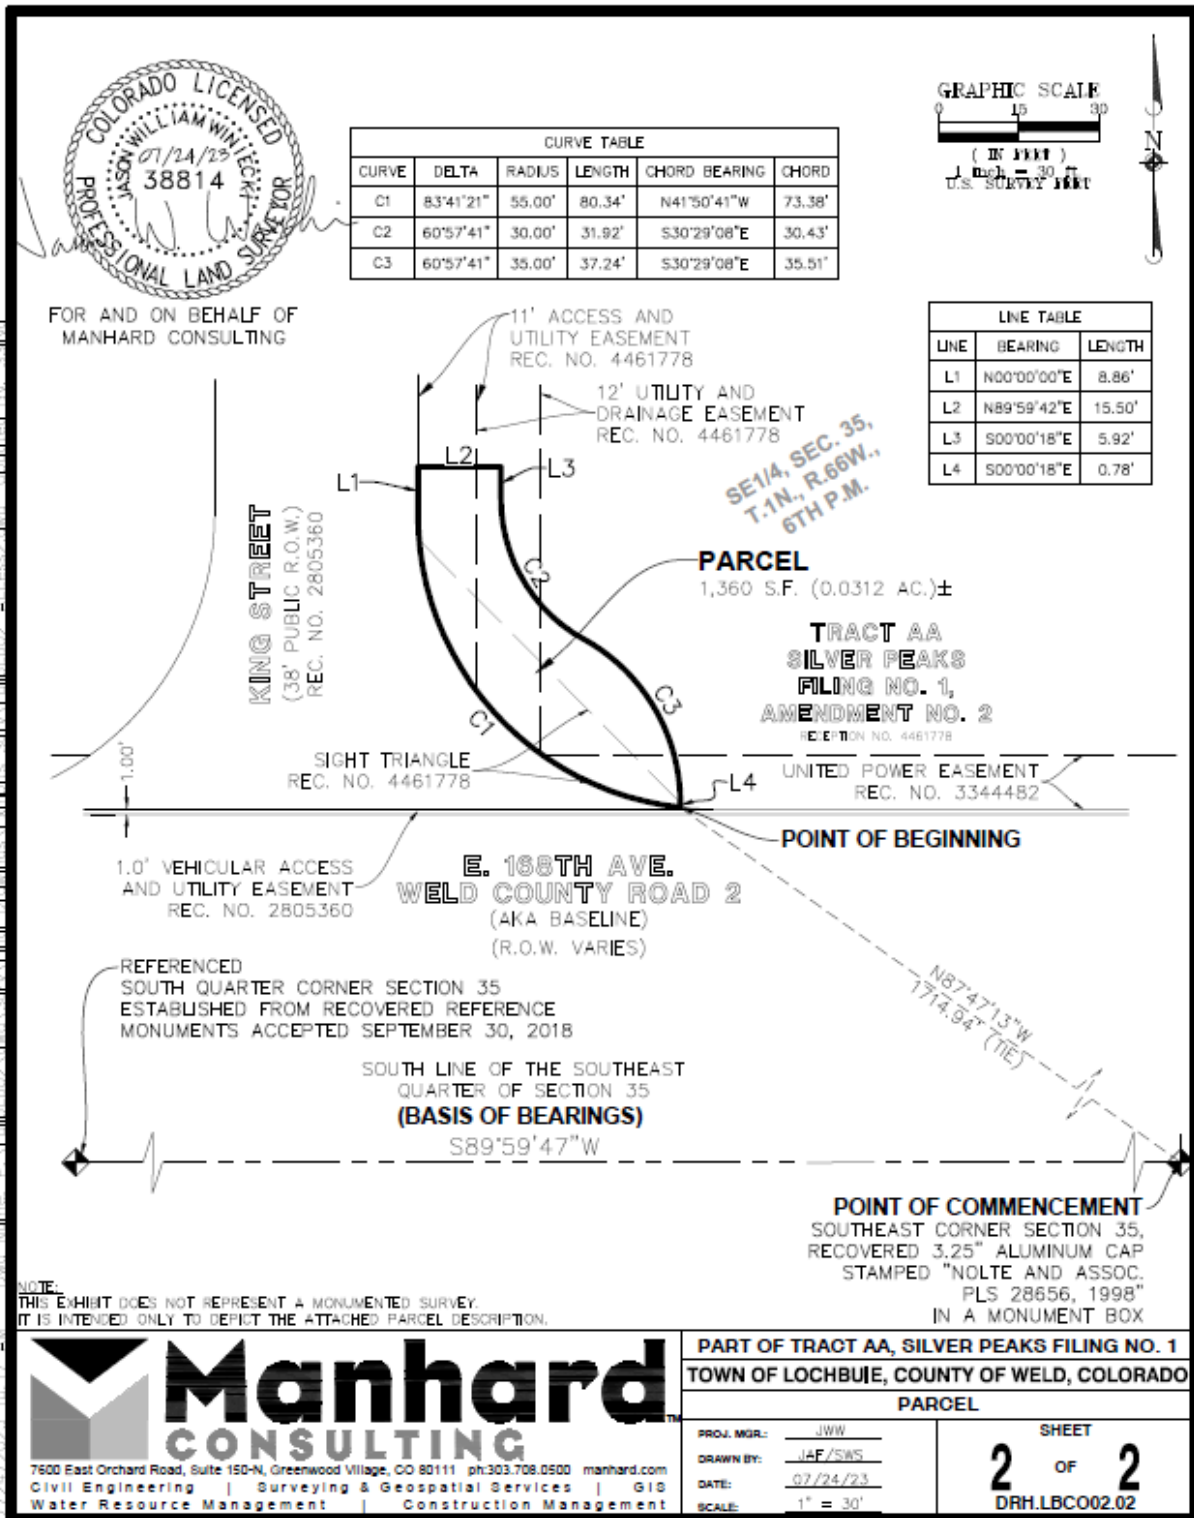 COLORADO LICENSED
JASON WILLIAM WINIECKI
07/24/23
38814
PROFESSIONAL LAND SURVEYOR
FOR AND ON BEHALF OF
MANHARD CONSULTING
GRAPHIC SCALE
0 15 30
( IN FEET )
1 inch = 30 ft.
U.S. SURVEY FEET
N
CURVE TABLE
CURVE DELTA RADIUS LENGTH CHORD BEARING CHORD
C1 83°41'21" 55.00' 80.34' N41°50'41"W 73.38'
C2 60°57'41" 30.00' 31.92' S30°29'08"E 30.43'
C3 60°57'41" 35.00' 37.24' S30°29'08"E 35.51'
LINE TABLE
LINE BEARING LENGTH
L1 N00°00'00"E 8.86'
L2 N89°59'42"E 15.50'
L3 S00°00'18"E 5.92'
L4 S00°00'18"E 0.78'
11' ACCESS AND
UTILITY EASEMENT
REC. NO. 4461778
12' UTILITY AND
DRAINAGE EASEMENT
REC. NO. 4461778
SE1/4, SEC. 35,
T.1N., R.66W.,
6TH P.M.
L1
L2
L3
KING STREET
(38' PUBLIC R.O.W.)
REC. NO. 2805360
C2
PARCEL
1,360 S.F. (0.0312 AC.)±
TRACT AA
SILVER PEAKS
FILING NO. 1,
AMENDMENT NO. 2
RECEPTION NO. 4461778
C3
C1
SIGHT TRIANGLE
REC. NO. 4461778
1.00'
UNITED POWER EASEMENT
REC. NO. 3344482
L4
POINT OF BEGINNING
1.0' VEHICULAR ACCESS
AND UTILITY EASEMENT
REC. NO. 2805360
E. 168TH AVE.
WELD COUNTY ROAD 2
(AKA BASELINE)
(R.O.W. VARIES)
N87°47'13"W
1714.94' (TIE)
REFERENCED
SOUTH QUARTER CORNER SECTION 35
ESTABLISHED FROM RECOVERED REFERENCE
MONUMENTS ACCEPTED SEPTEMBER 30, 2018
SOUTH LINE OF THE SOUTHEAST
QUARTER OF SECTION 35
(BASIS OF BEARINGS)
S89°59'47"W
POINT OF COMMENCEMENT
SOUTHEAST CORNER SECTION 35,
RECOVERED 3.25" ALUMINUM CAP
STAMPED "NOLTE AND ASSOC.
PLS 28656, 1998"
IN A MONUMENT BOX
NOTE:
THIS EXHIBIT DOES NOT REPRESENT A MONUMENTED SURVEY.
IT IS INTENDED ONLY TO DEPICT THE ATTACHED PARCEL DESCRIPTION.
Manhard ™
CONSULTING
7600 East Orchard Road, Suite 150-N, Greenwood Village, CO 80111 ph:303.708.0500 manhard.com
Civil Engineering | Surveying & Geospatial Services | GIS
Water Resource Management | Construction Management
PART OF TRACT AA, SILVER PEAKS FILING NO. 1
TOWN OF LOCHBUIE, COUNTY OF WELD, COLORADO
PARCEL
PROJ. MGR.: JWW
DRAWN BY: JAF/SWS
DATE: 07/24/23
SCALE: 1" = 30'
SHEET
2 OF 2
DRH.LBCO02.02